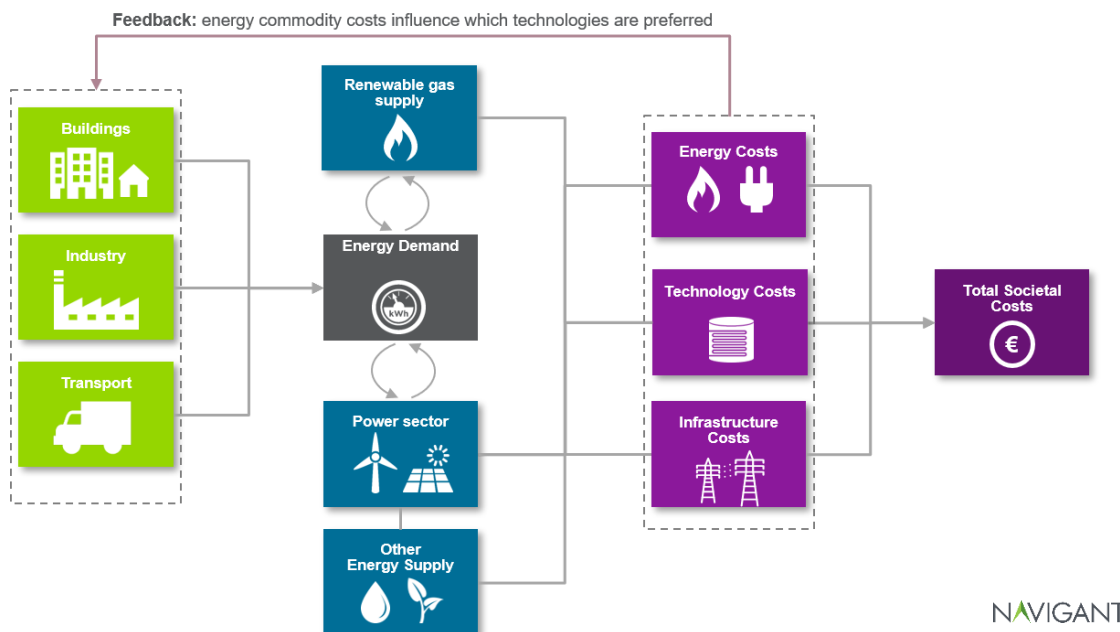 Feedback: energy commodity costs influence which technologies are preferred
Buildings
Industry
Transport
Renewable gas
supply
Energy Demand
kWh
Power sector
Other
Energy Supply
Energy Costs
Technology Costs
Infrastructure
Costs
Total Societal
Costs
€
NAVIGANT